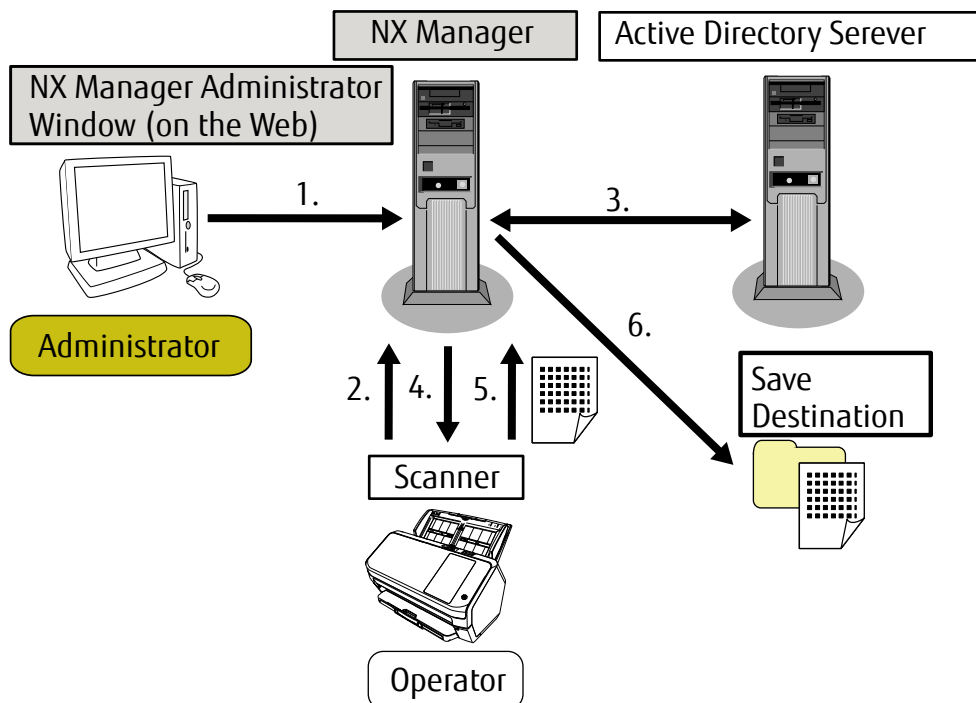 NX Manager
Active Directory Serever
NX Manager Administrator
Window (on the Web)
1.
3.
Administrator
6.
2.
4.
5.
Save
Destination
Scanner
Operator